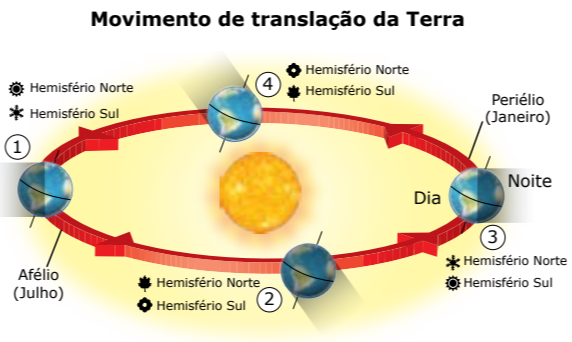 Movimento de translação da Terra
Hemisfério Norte
Hemisfério Sul
1
4
Hemisfério Norte
Hemisfério Sul
Periélio
(Janeiro)
Dia
Noite
3
Hemisfério Norte
Hemisfério Sul
Afélio
(Julho)
Hemisfério Norte
Hemisfério Sul
2